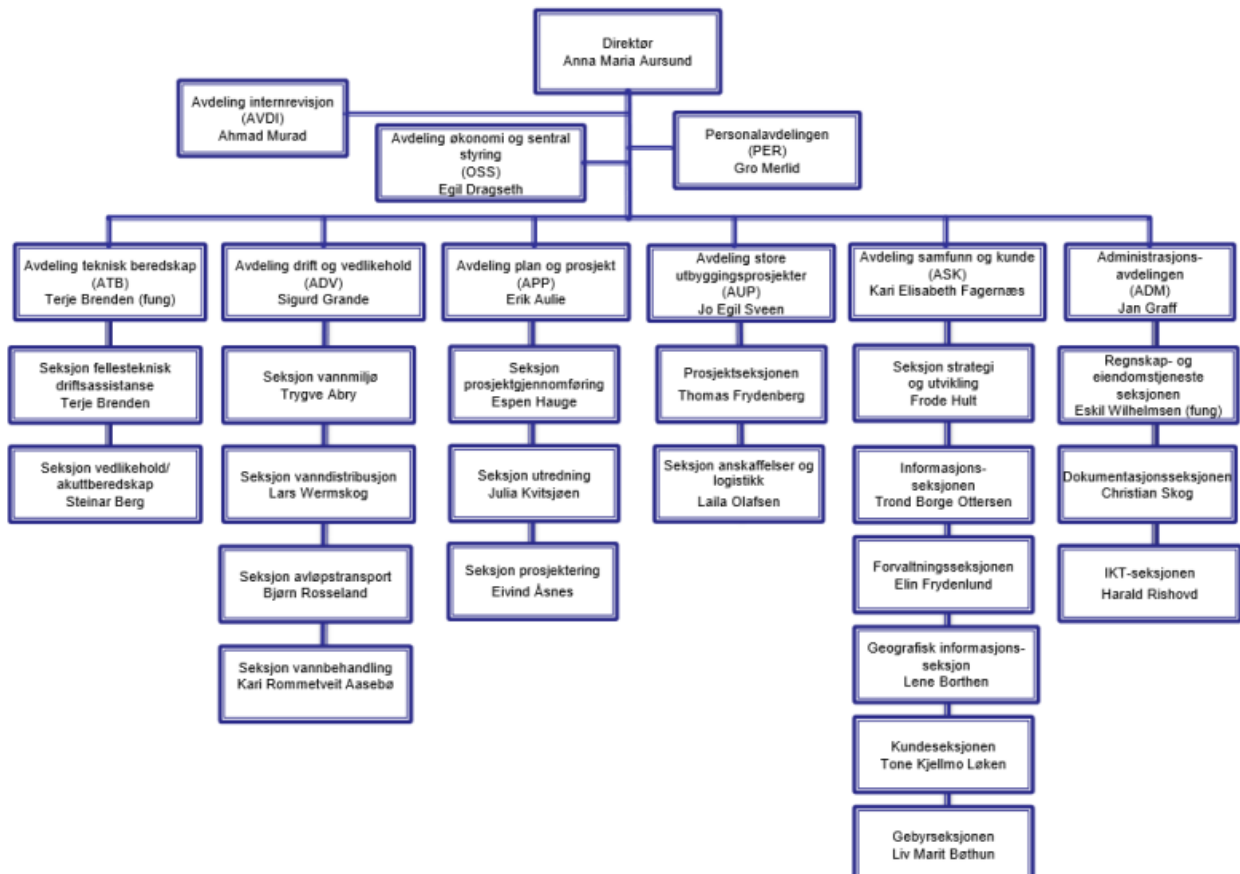 Direktør
Anna Maria Aursund
Avdeling internrevisjon
(AVDI)
Ahmad Murad
Avdeling økonomi og sentral
styring
(OSS)
Egil Dragseth
Personalavdelingen
(PER)
Gro Merlid
Avdeling teknisk beredskap
(ATB)
Terje Brenden (fung)
Avdeling drift og vedlikehold
(ADV)
Sigurd Grande
Avdeling plan og prosjekt
(APP)
Erik Aulie
Avdeling store
utbyggingsprosjekter
(AUP)
Jo Egil Sveen
Avdeling samfunn og kunde
(ASK)
Kari Elisabeth Fagernæs
Administrasjons-
avdelingen
(ADM)
Jan Graff
Seksjon fellesteknisk
driftsassistanse
Terje Brenden
Seksjon vannmiljø
Trygve Abry
Seksjon
prosjektgjennomføring
Espen Hauge
Prosjektseksjonen
Thomas Frydenberg
Seksjon strategi
og utvikling
Frode Hult
Regnskap- og
eiendomstjeneste
seksjonen
Eskil Wilhelmsen (fung)
Seksjon vedlikehold/
akuttberedskap
Steinar Berg
Seksjon vanndistribusjon
Lars Wermskog
Seksjon utredning
Julia Kvitsjøen
Seksjon anskaffelser og
logistikk
Laila Olafsen
Informasjons-
seksjonen
Trond Borge Ottersen
Dokumentasjonsseksjonen
Christian Skog
Seksjon avløpstransport
Bjørn Rosseland
Seksjon prosjektering
Eivind Åsnes
Forvaltningsseksjonen
Elin Frydenlund
IKT-seksjonen
Harald Rishovd
Seksjon vannbehandling
Kari Rommetveit Aasebø
Geografisk informasjons-
seksjon
Lene Borthen
Kundeseksjonen
Tone Kjellmo Løken
Gebyrseksjonen
Liv Marit Bøthun